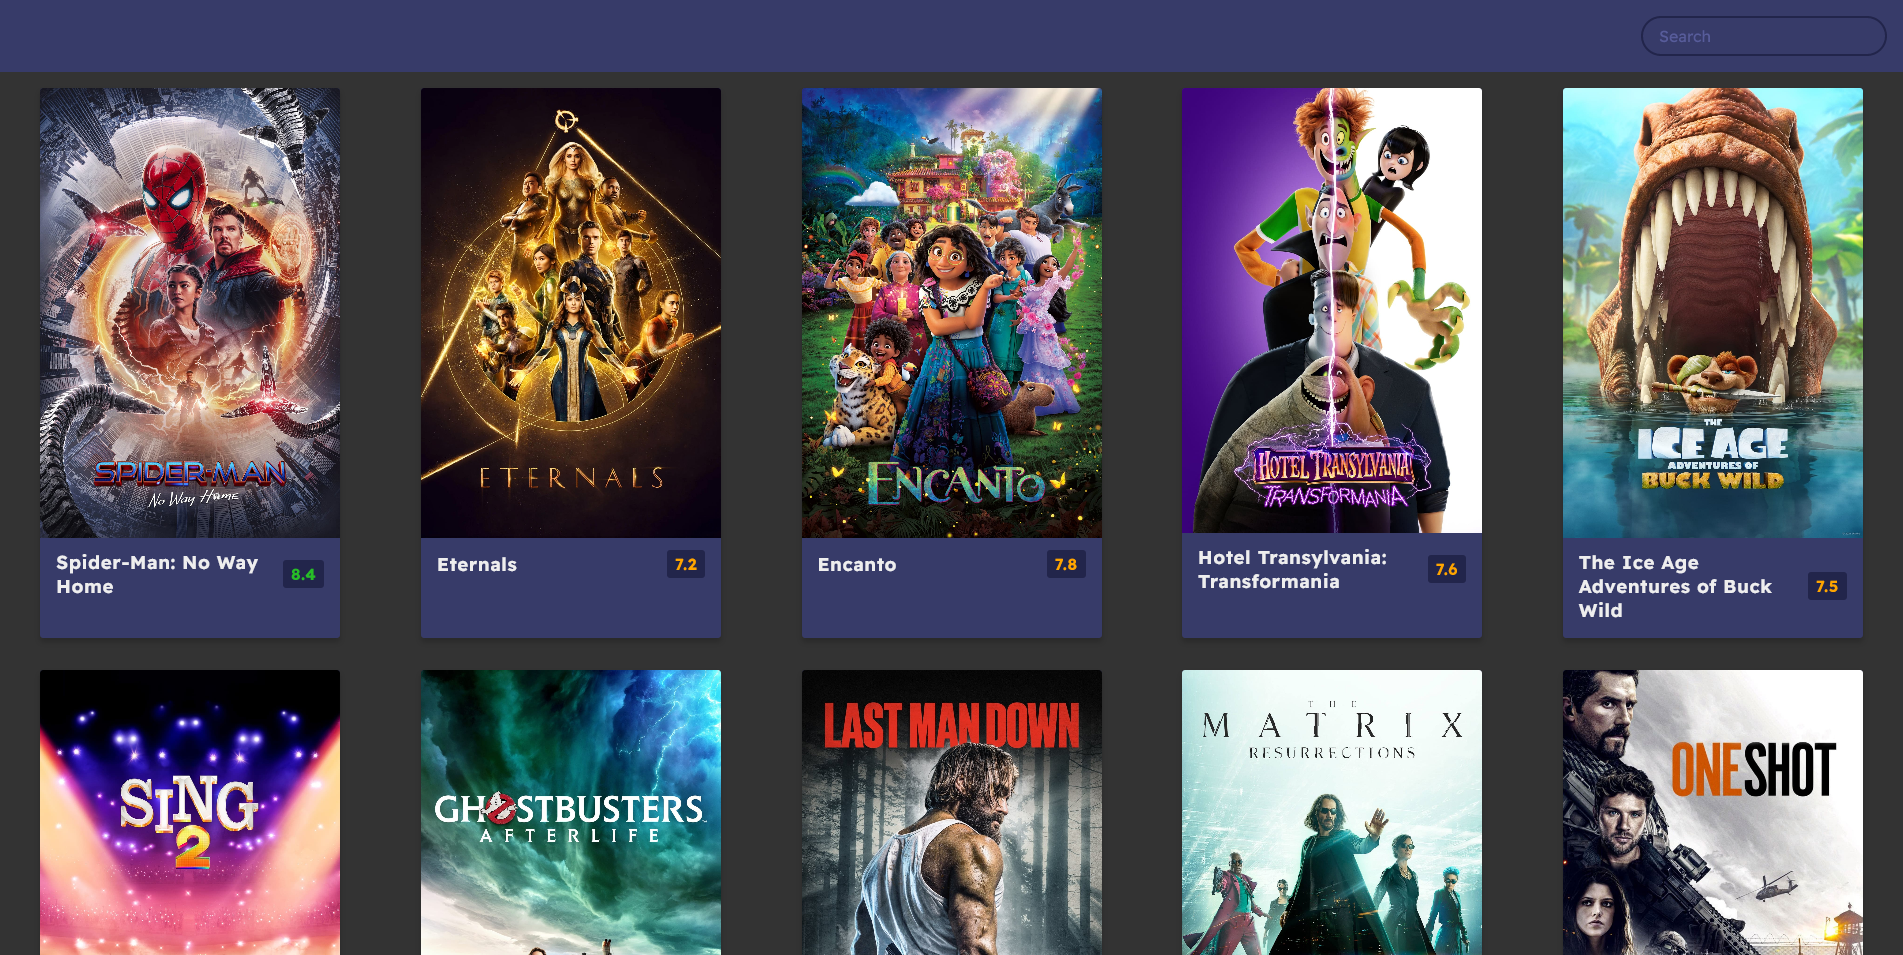 Search
SPIDER-MAN
No Way Home
ETERNALS
ENCANTO
HOTEL TRANSYLVANIA!
TRANSFORMANIA
THE
ICE AGE
ADVENTURES OF
BUCK WILD
Spider-Man: No Way
Home
8.4
Eternals
7.2
Encanto
7.8
Hotel Transylvania:
Transformania
7.6
The Ice Age
Adventures of Buck
Wild
7.5
SING
2
GHOSTBUSTERS
AFTERLIFE
LAST MAN DOWN
THE
MATRIX
RESURRECTIONS
ONE SHOT